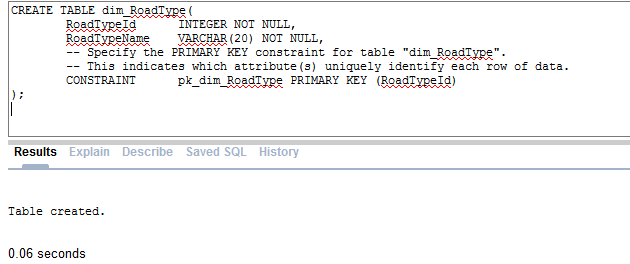 CREATE TABLE dim_RoadType(
RoadTypeId INTEGER NOT NULL,
RoadTypeName VARCHAR(20) NOT NULL,
-- Specify the PRIMARY KEY constraint for table "dim_RoadType".
-- This indicates which attribute(s) uniquely identify each row of data.
CONSTRAINT pk_dim_RoadType PRIMARY KEY (RoadTypeId)
);
Results Explain Describe Saved SQL History
Table created.
0.06 seconds